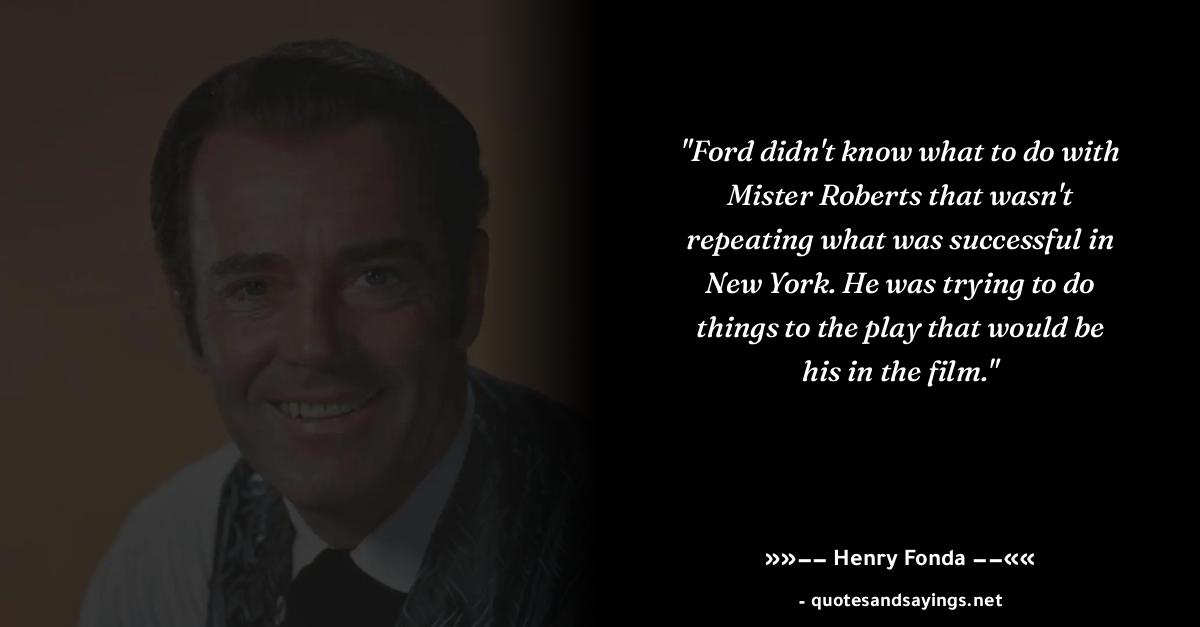 "Ford didn't know what to do with
Mister Roberts that wasn't
repeating what was successful in
New York. He was trying to do
things to the play that would be
his in the film."
»»−− Henry Fonda −−««
- quotesandsayings.net